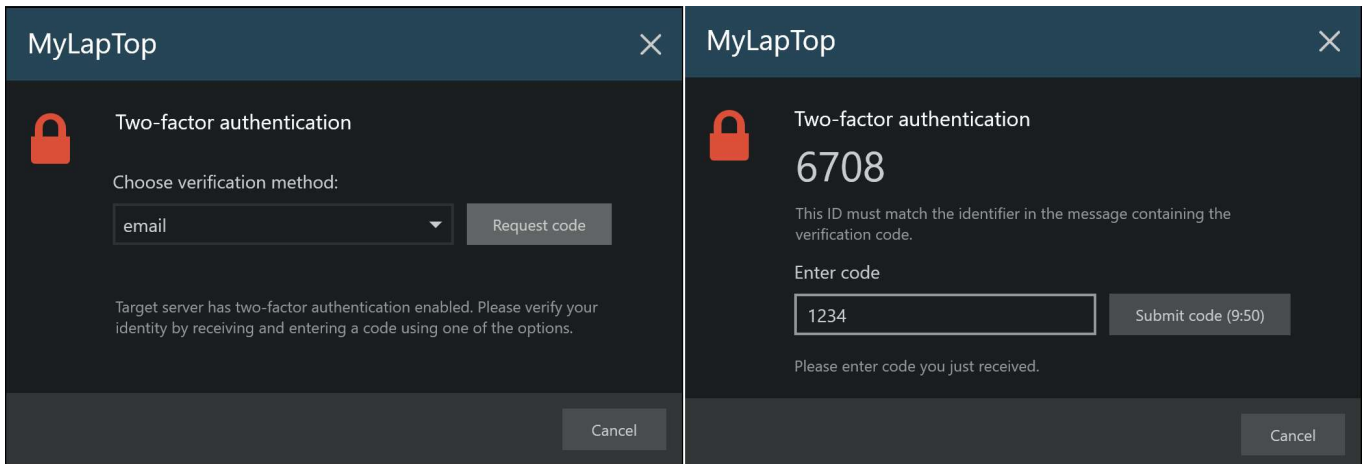 MyLapTop
Two-factor authentication
Choose verification method:
email
Request code
Target server has two-factor authentication enabled. Please verify your
identity by receiving and entering a code using one of the options.
Cancel
MyLapTop
Two-factor authentication
6708
This ID must match the identifier in the message containing the
verification code.
Enter code
1234
Submit code (9:50)
Please enter code you just received.
Cancel